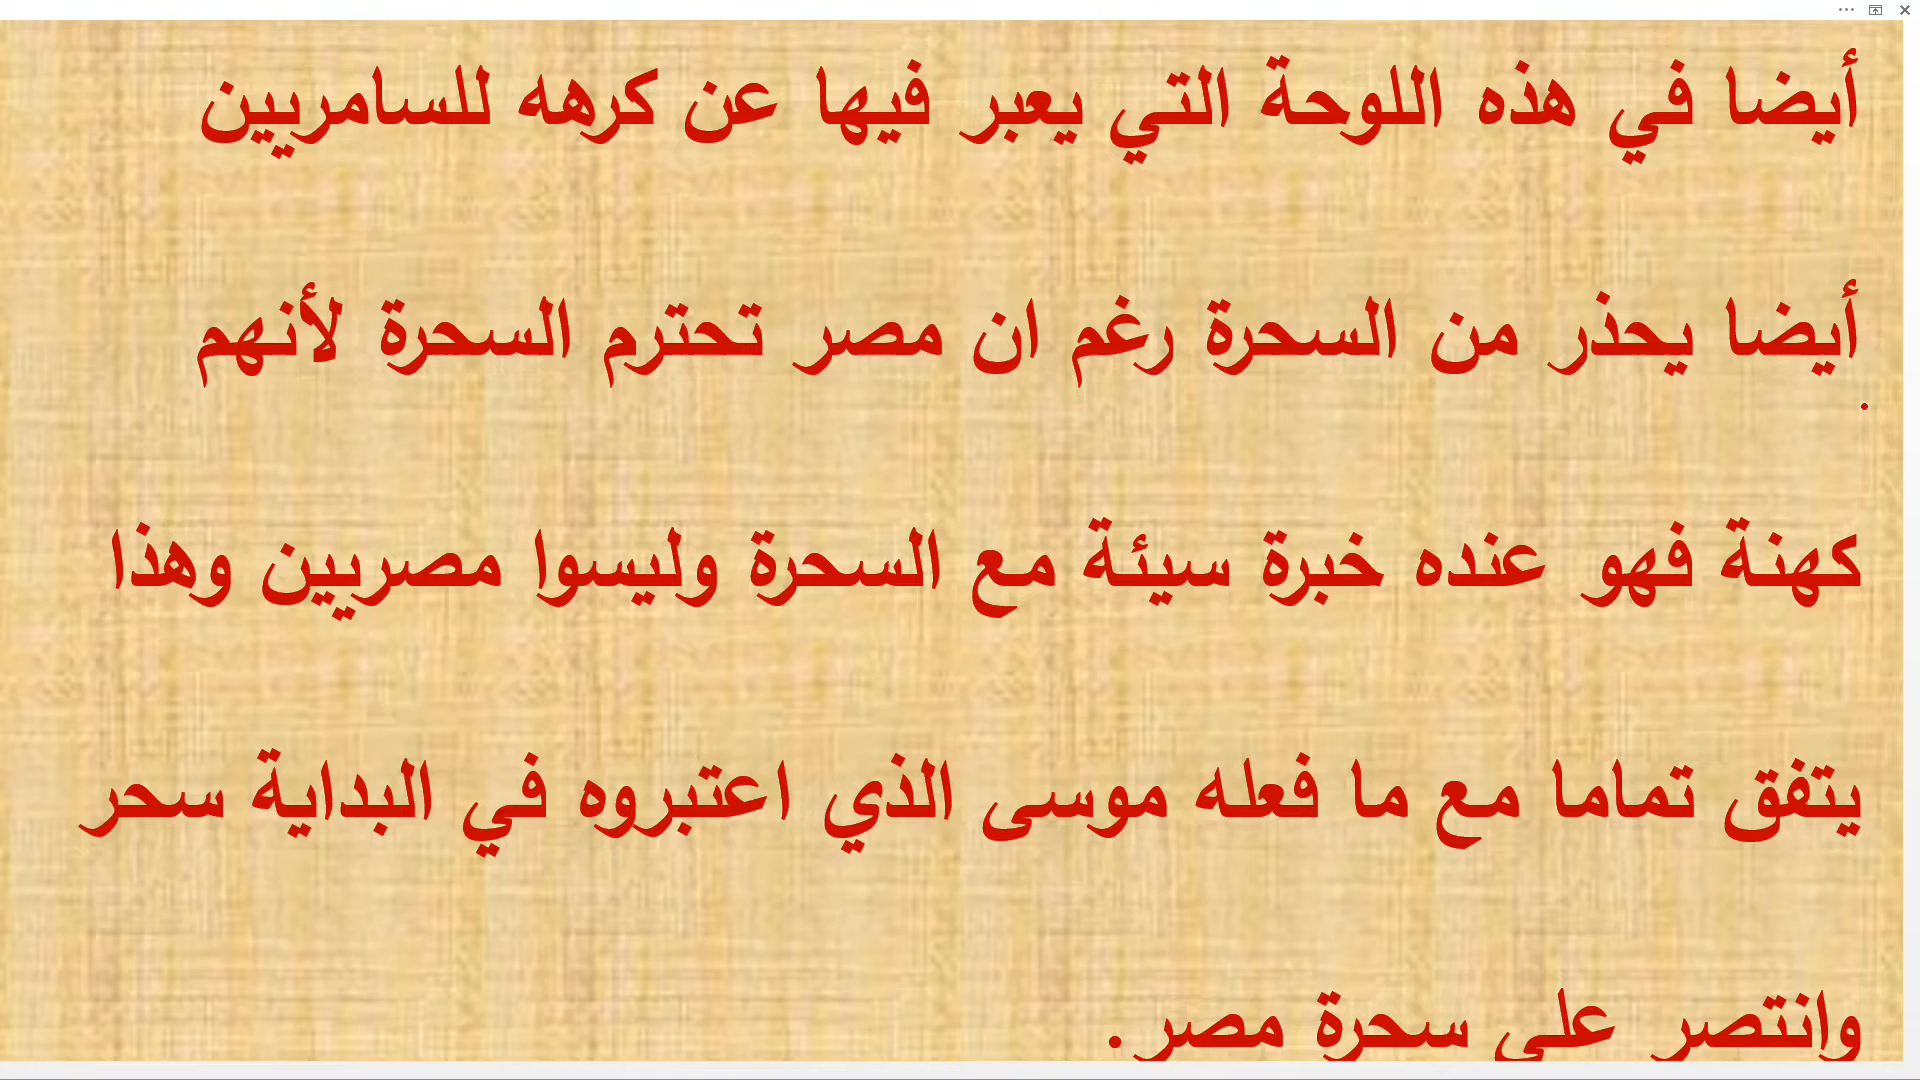 أيضا في هذه اللوحة التي يعبر فيها عن كرهه للسامريين
أيضا يحذر من السحرة رغم ان مصر تحترم السحرة لأنهم
كهنة فهو عنده خبرة سيئة مع السحرة وليسوا مصريين وهذا
يتفق تماما مع ما فعله موسى الذي اعتبروه في البداية سحر
وانتصر على سحرة مصر.